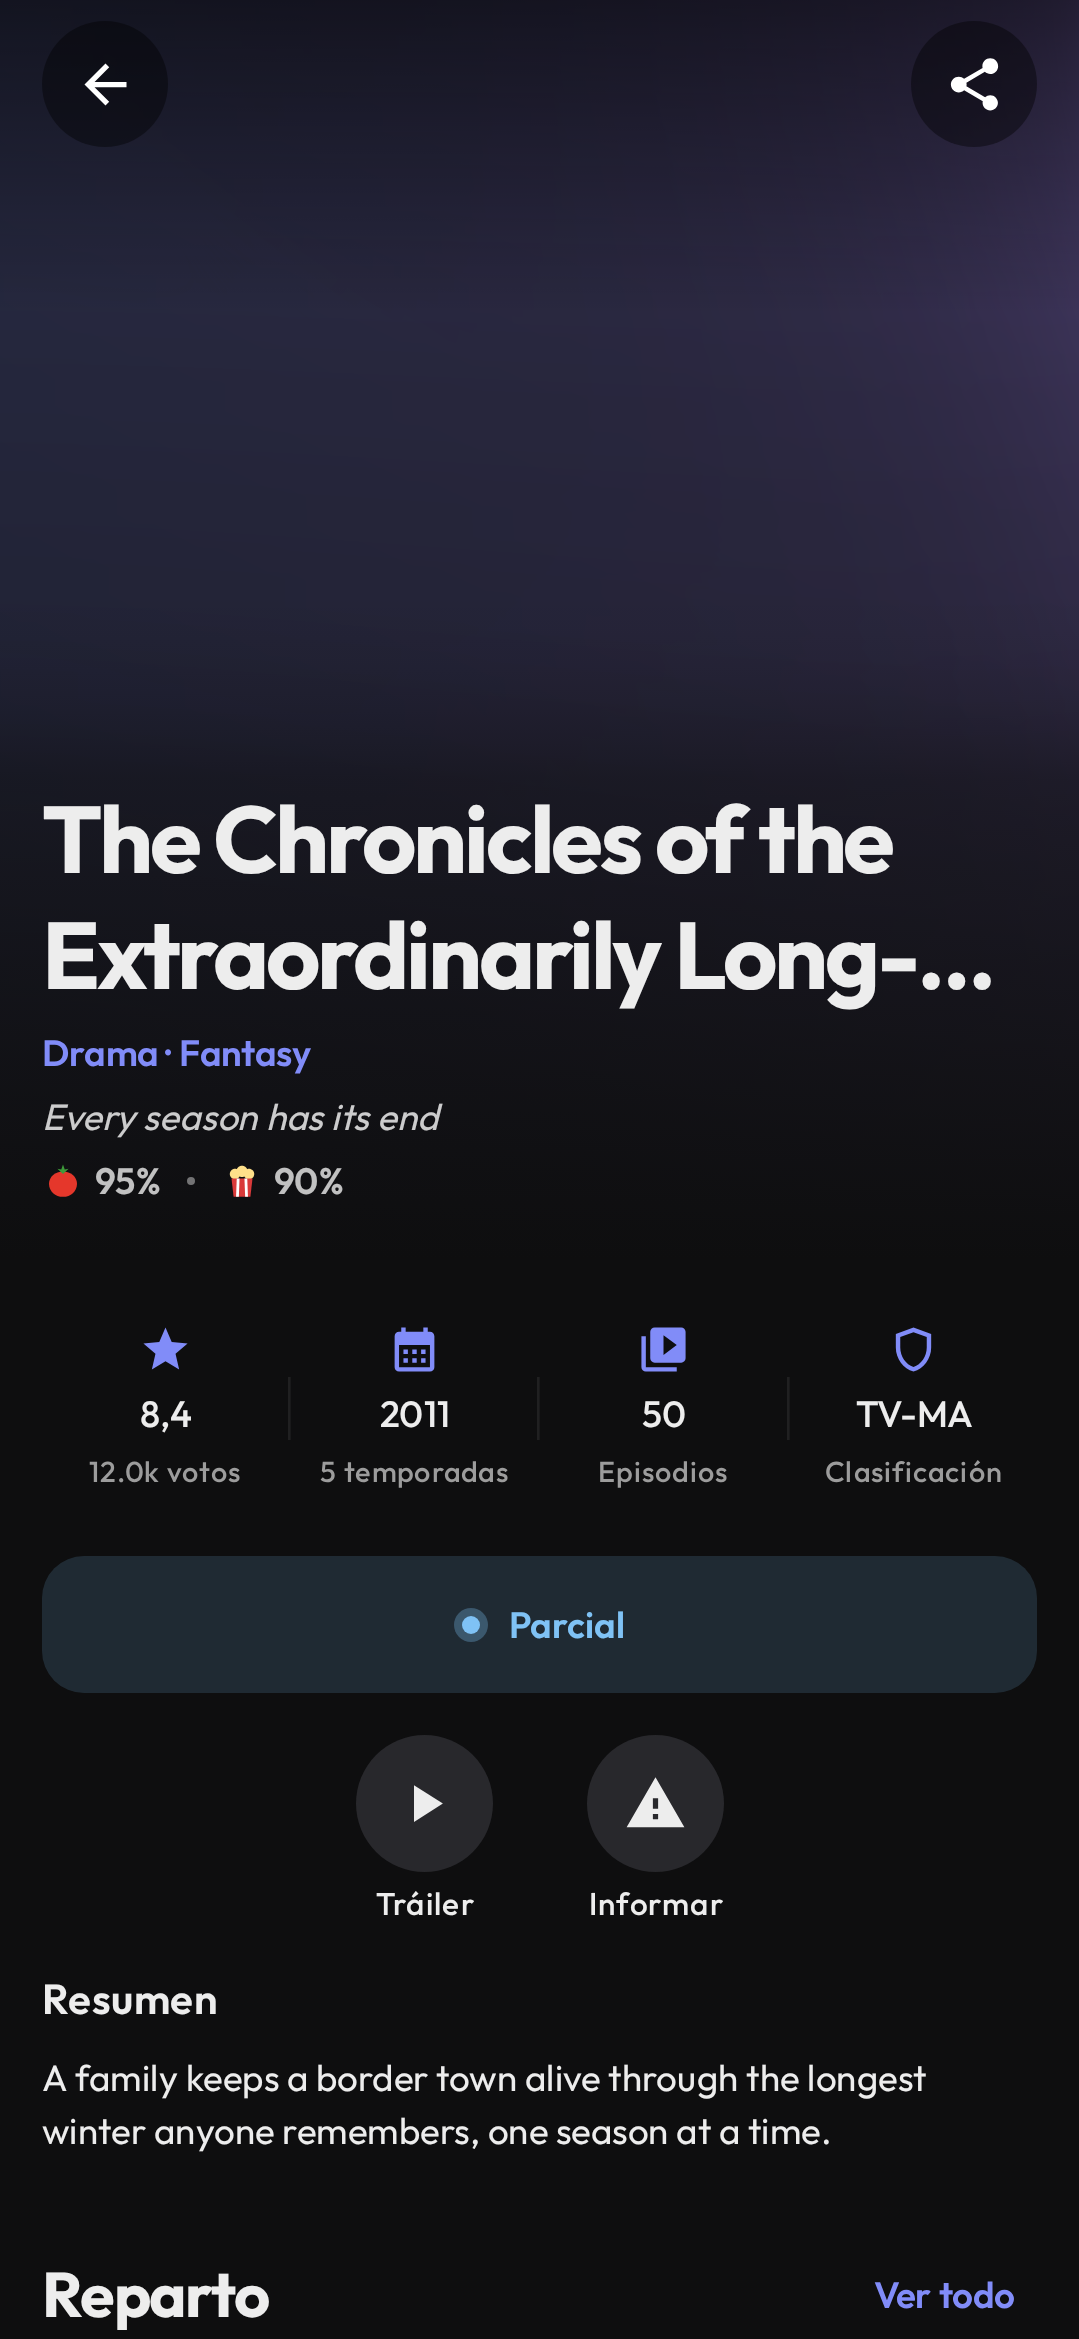 The Chronicles of the
Extraordinarily Long-...
Drama · Fantasy
Every season has its end
95% • 90%
8,4
12.0k votos
2011
5 temporadas
50
Episodios
TV-MA
Clasificación
Parcial
Tráiler
Informar
Resumen
A family keeps a border town alive through the longest
winter anyone remembers, one season at a time.
Reparto
Ver todo